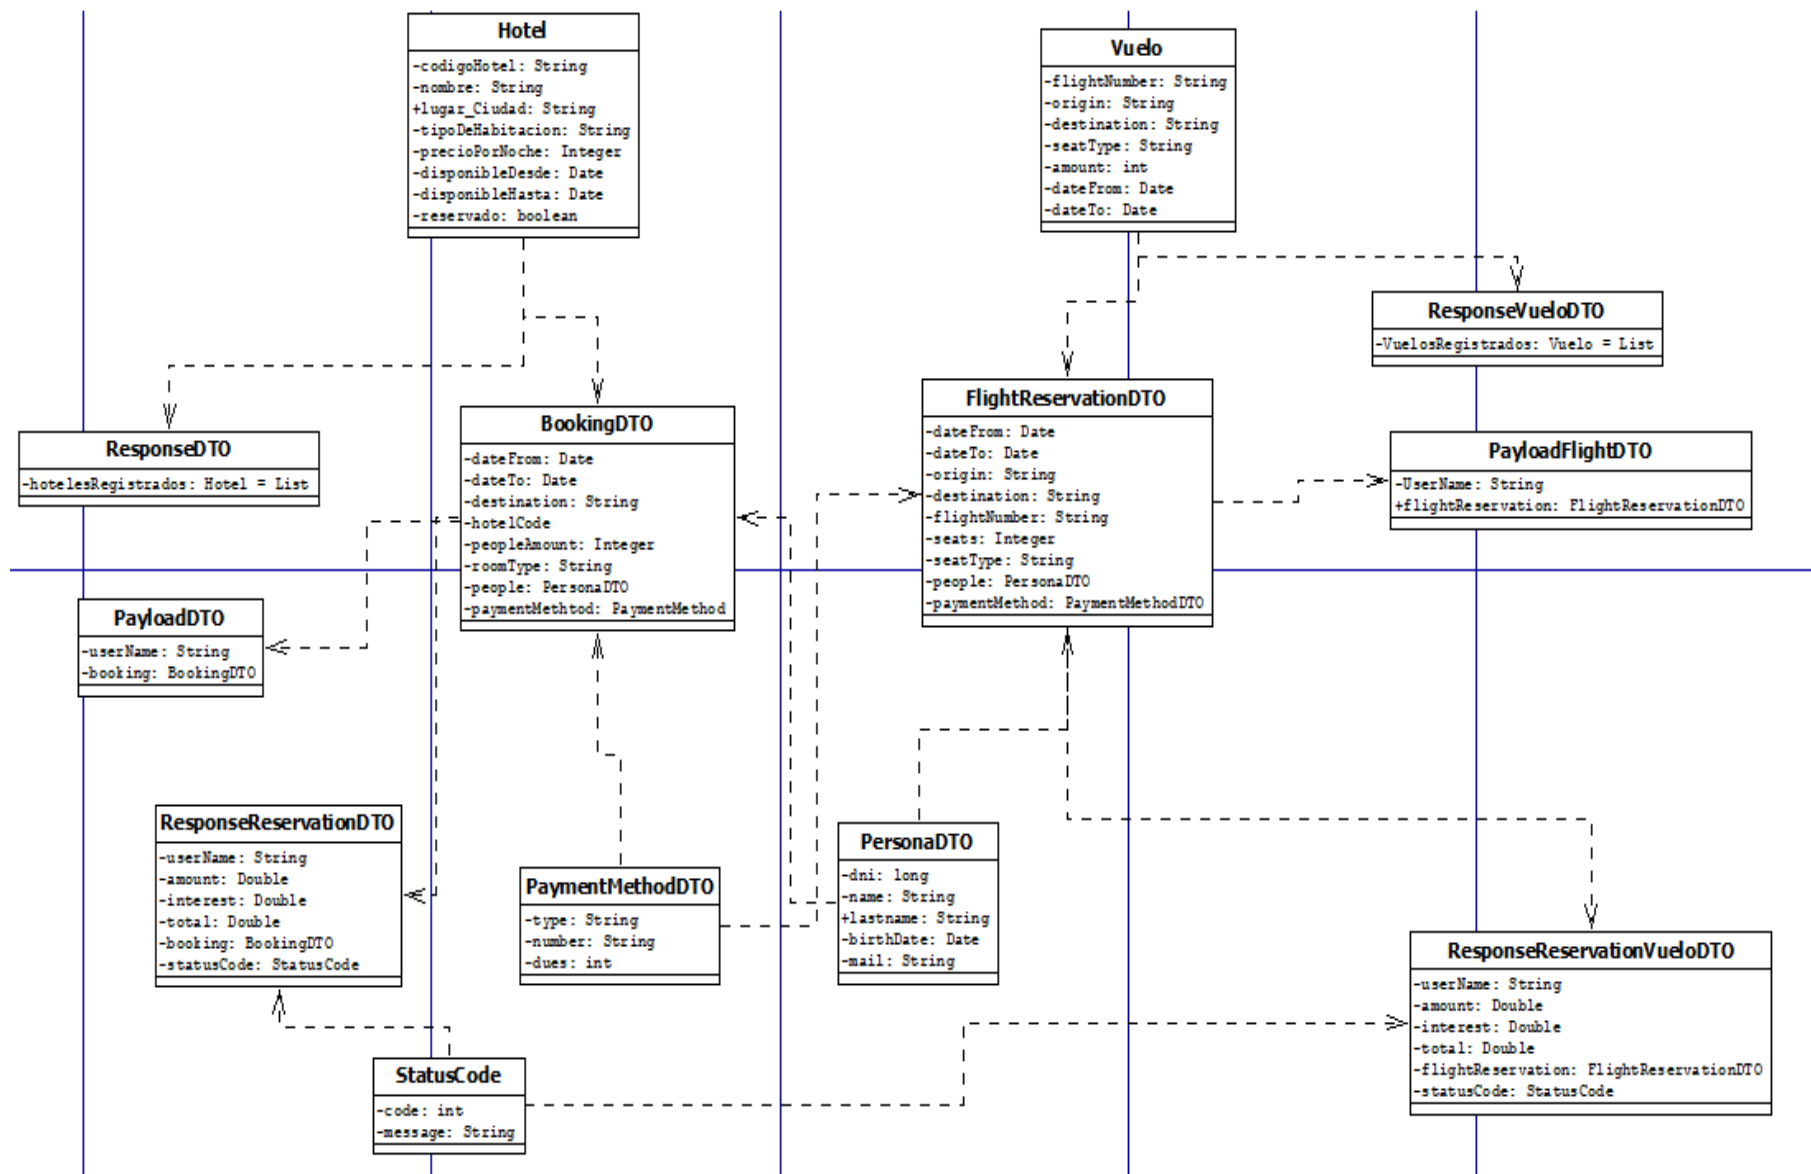 Hotel
-codigoHotel: String
-nombre: String
+lugar_Ciudad: String
-tipoDeHabitacion: String
-precioPorNoche: Integer
-disponibleDesde: Date
-disponibleHasta: Date
-reservado: boolean
Vuelo
-flightNumber: String
-origin: String
-destination: String
-seatType: String
-amount: int
-dateFrom: Date
-dateTo: Date
ResponseVueloDTO
-VuelosRegistrados: Vuelo = List
ResponseDTO
-hotelesRegistrados: Hotel = List
BookingDTO
-dateFrom: Date
-dateTo: Date
-destination: String
-hotelCode
-peopleAmount: Integer
-roomType: String
-people: PersonaDTO
-paymentMethtod: PaymentMethod
FlightReservationDTO
-dateFrom: Date
-dateTo: Date
-origin: String
-destination: String
-flightNumber: String
-seats: Integer
-seatType: String
-people: PersonaDTO
-paymentMethod: PaymentMethodDTO
PayloadFlightDTO
-UserName: String
+flightReservation: FlightReservationDTO
PayloadDTO
-userName: String
-booking: BookingDTO
ResponseReservationDTO
-userName: String
-amount: Double
-interest: Double
-total: Double
-booking: BookingDTO
-statusCode: StatusCode
PaymentMethodDTO
-type: String
-number: String
-dues: int
PersonaDTO
-dni: long
-name: String
+lastname: String
-birthDate: Date
-mail: String
ResponseReservationVueloDTO
-userName: String
-amount: Double
-interest: Double
-total: Double
-flightReservation: FlightReservationDTO
-statusCode: StatusCode
StatusCode
-code: int
-message: String